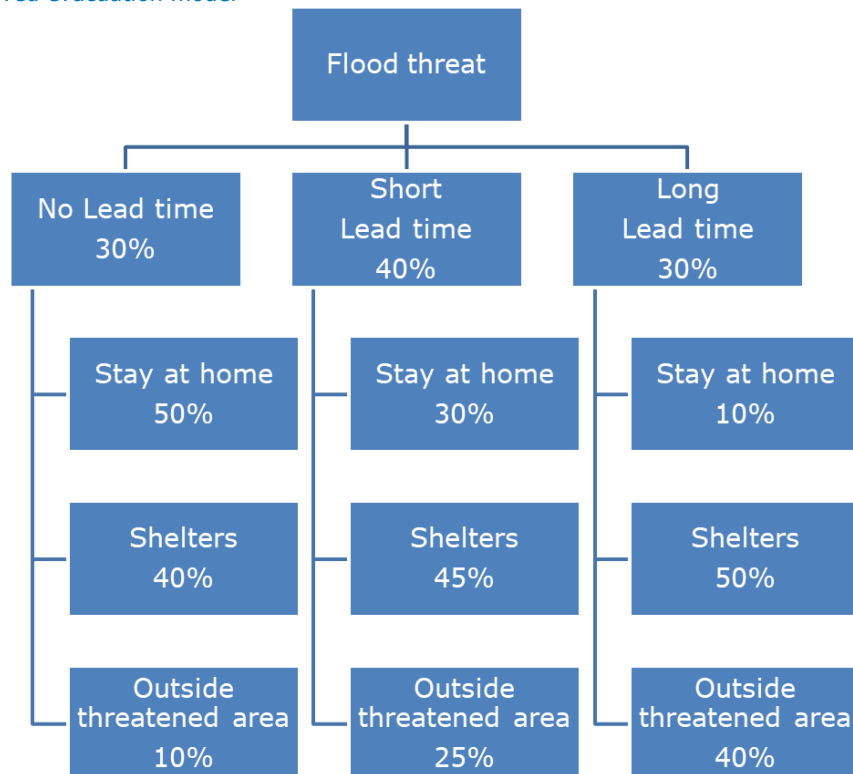 evacuation model
Flood threat
No Lead time
30%
Short
Lead time
40%
Long
Lead time
30%
Stay at home
50%
Stay at home
30%
Stay at home
10%
Shelters
40%
Shelters
45%
Shelters
50%
Outside
threatened area
10%
Outside
threatened area
25%
Outside
threatened area
40%